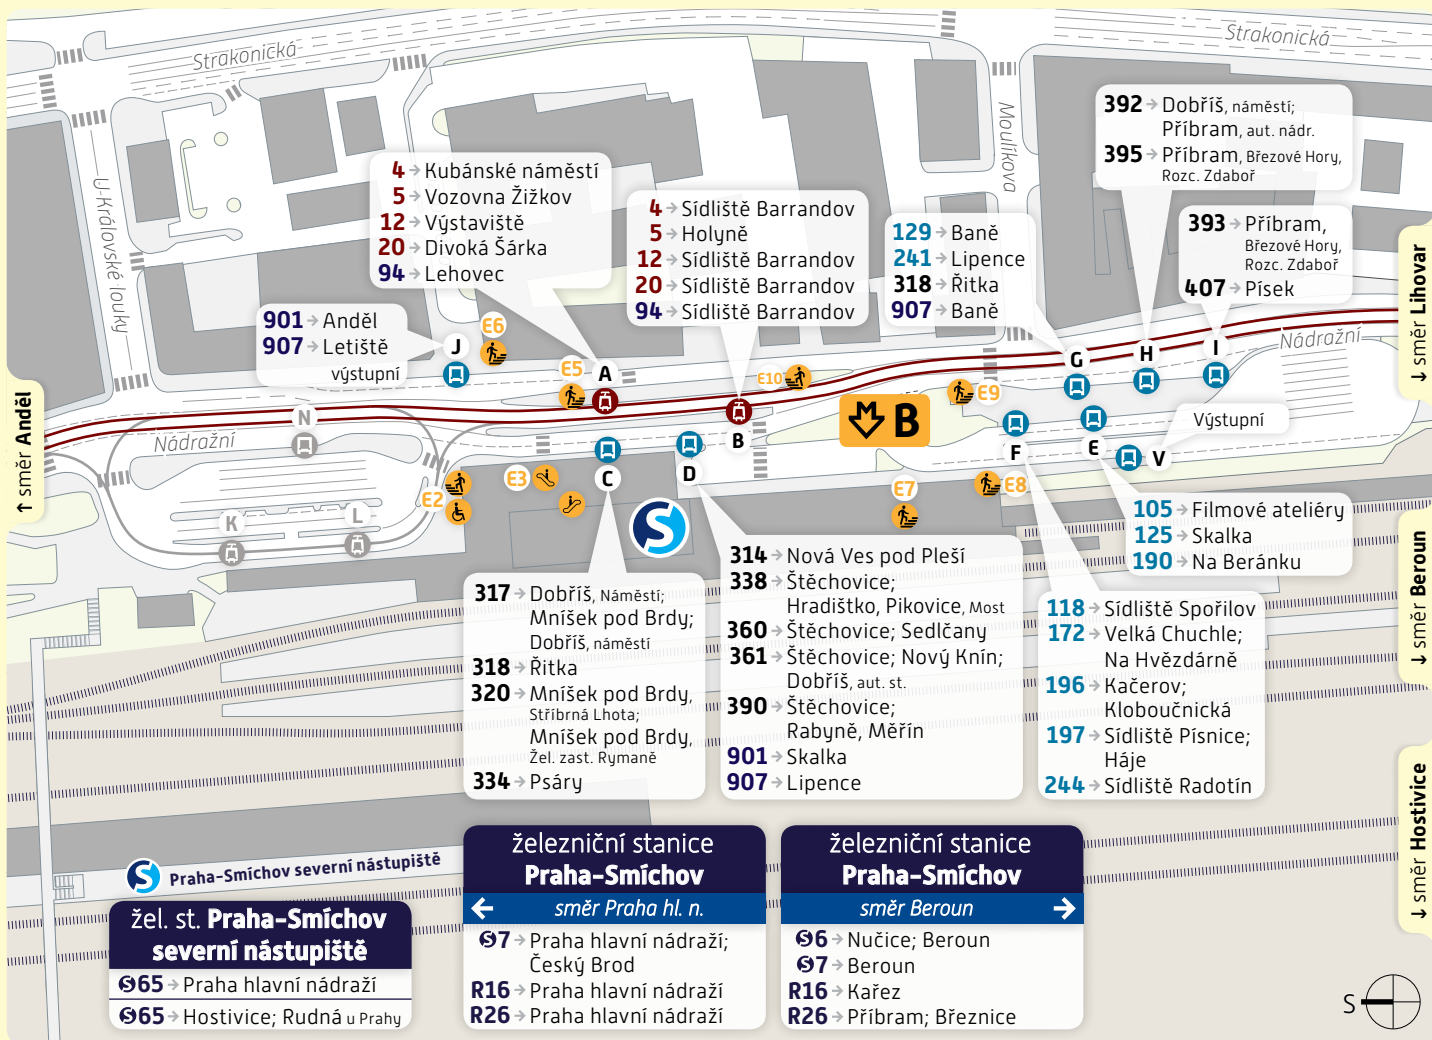 Strakonická
Strakonická
U-Královské louky
Moulíkova
392 → Dobříš, náměstí;
Příbram, aut. nádr.
395 → Příbram, Březové Hory,
Rozc. Zdaboř
4 → Kubánské náměstí
5 → Vozovna Žižkov
12 → Výstaviště
20 → Divoká Šárka
94 → Lehovec
4 → Sídliště Barrandov
5 → Holyně
12 → Sídliště Barrandov
20 → Sídliště Barrandov
94 → Sídliště Barrandov
129 → Baně
241 → Lipence
318 → Řitka
907 → Baně
393 → Příbram,
Březové Hory,
Rozc. Zdaboř
407 → Písek
↓ směr Lihovar
901 → Anděl
907 → Letiště
výstupní
J
E6
E5
A
E10
G
H
I
Nádražní
↑ směr Anděl
N
Nádražní
B
B
E9
F
E
V
Výstupní
E2
E3
C
D
E7
E8
K
L
S
105 → Filmové ateliéry
125 → Skalka
190 → Na Beránku
↓ směr Beroun
317 → Dobříš, Náměstí;
Mníšek pod Brdy;
Dobříš, náměstí
318 → Řitka
320 → Mníšek pod Brdy,
Stříbrná Lhota;
Mníšek pod Brdy,
Žel. zast. Rymaně
334 → Psáry
314 → Nová Ves pod Pleší
338 → Štěchovice;
Hradištko, Pikovice, Most
360 → Štěchovice; Sedlčany
361 → Štěchovice; Nový Knín;
Dobříš, aut. st.
390 → Štěchovice;
Rabyně, Měřín
901 → Skalka
907 → Lipence
118 → Sídliště Spořilov
172 → Velká Chuchle;
Na Hvězdárně
196 → Kačerov;
Kloboučnická
197 → Sídliště Písnice;
Háje
244 → Sídliště Radotín
↓ směr Hostivice
S Praha-Smíchov severní nástupiště
žel. st. Praha-Smíchov
severní nástupiště
S65 → Praha hlavní nádraží
S65 → Hostivice; Rudná u Prahy
železniční stanice
Praha-Smíchov
← směr Praha hl. n.
S7 → Praha hlavní nádraží;
Český Brod
R16 → Praha hlavní nádraží
R26 → Praha hlavní nádraží
železniční stanice
Praha-Smíchov
směr Beroun →
S6 → Nučice; Beroun
S7 → Beroun
R16 → Kařez
R26 → Příbram; Březnice
S